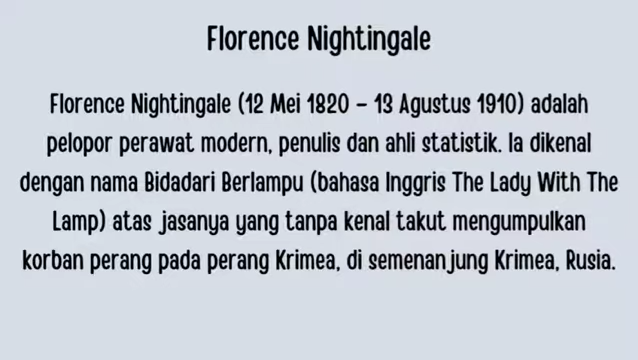 Florence Nightingale
Florence Nightingale (12 Mei 1820 – 13 Agustus 1910) adalah
pelopor perawat modern, penulis dan ahli statistik. Ia dikenal
dengan nama Bidadari Berlampu (bahasa Inggris The Lady With The
Lamp) atas jasanya yang tanpa kenal takut mengumpulkan
korban perang pada perang Krimea, di semenanjung Krimea, Rusia.